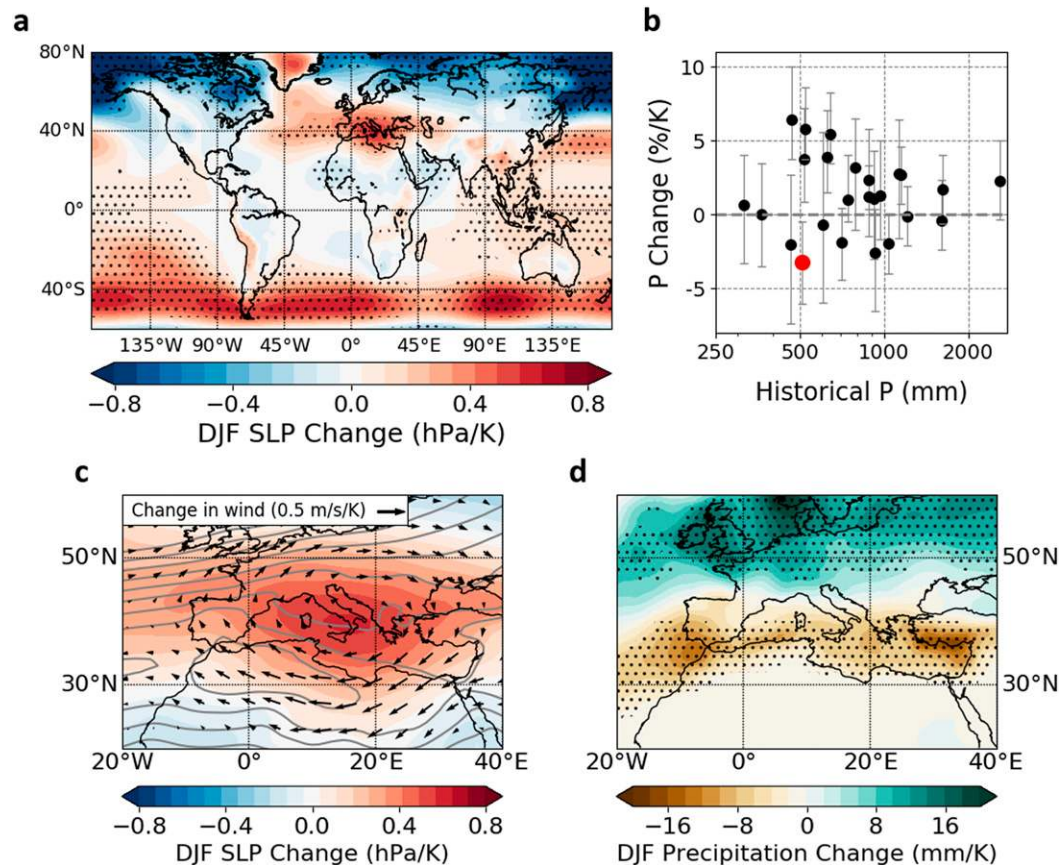 a
80°N
40°N
0°
40°S
135°W 90°W 45°W 0° 45°E 90°E 135°E
−0.8 −0.4 0.0 0.4 0.8
DJF SLP Change (hPa/K)
b
10
5
0
-5
P Change (%/K)
250 500 1000 2000
Historical P (mm)
c
Change in wind (0.5 m/s/K)
50°N
30°N
20°W 0° 20°E 40°E
−0.8 −0.4 0.0 0.4 0.8
DJF SLP Change (hPa/K)
d
50°N
30°N
20°W 0° 20°E 40°E
−16 −8 0 8 16
DJF Precipitation Change (mm/K)